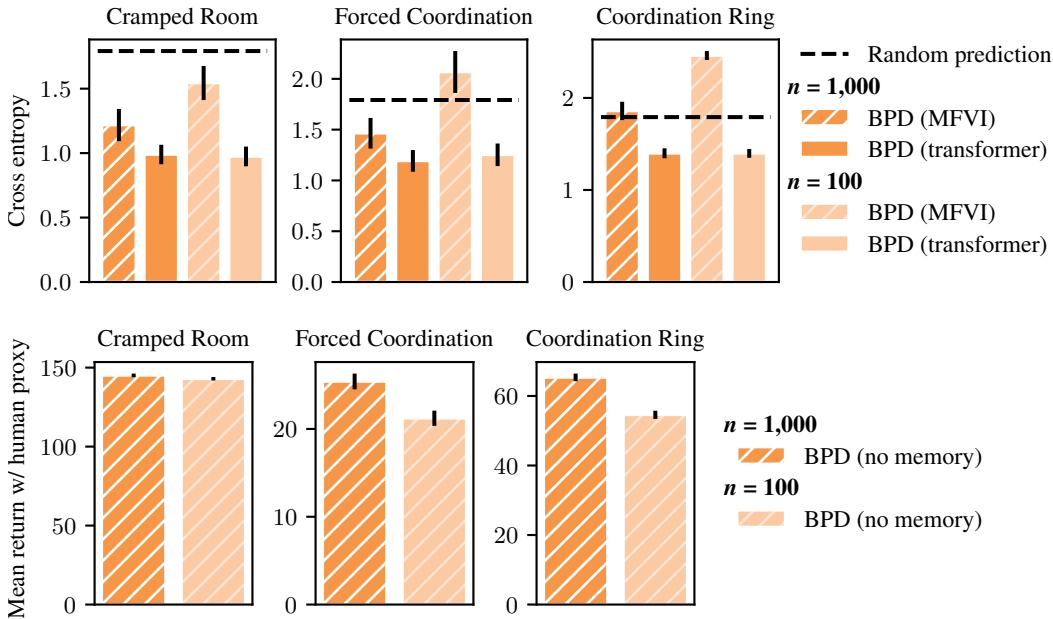 Cramped Room
Forced Coordination
Coordination Ring
Cross entropy
0.0
0.5
1.0
1.5
0.0
0.5
1.0
1.5
2.0
0
1
2
Random prediction
n = 1,000
BPD (MFVI)
BPD (transformer)
n = 100
BPD (MFVI)
BPD (transformer)
Cramped Room
Forced Coordination
Coordination Ring
Mean return w/ human proxy
0
50
100
150
0
10
20
0
20
40
60
n = 1,000
BPD (no memory)
n = 100
BPD (no memory)